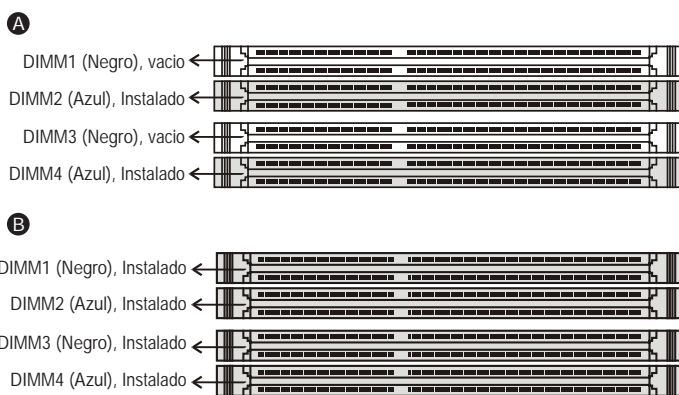 A
DIMM1 (Negro), vacio
DIMM2 (Azul), Instalado
DIMM3 (Negro), vacio
DIMM4 (Azul), Instalado
B
DIMM1 (Negro), Instalado
DIMM2 (Azul), Instalado
DIMM3 (Negro), Instalado
DIMM4 (Azul), Instalado